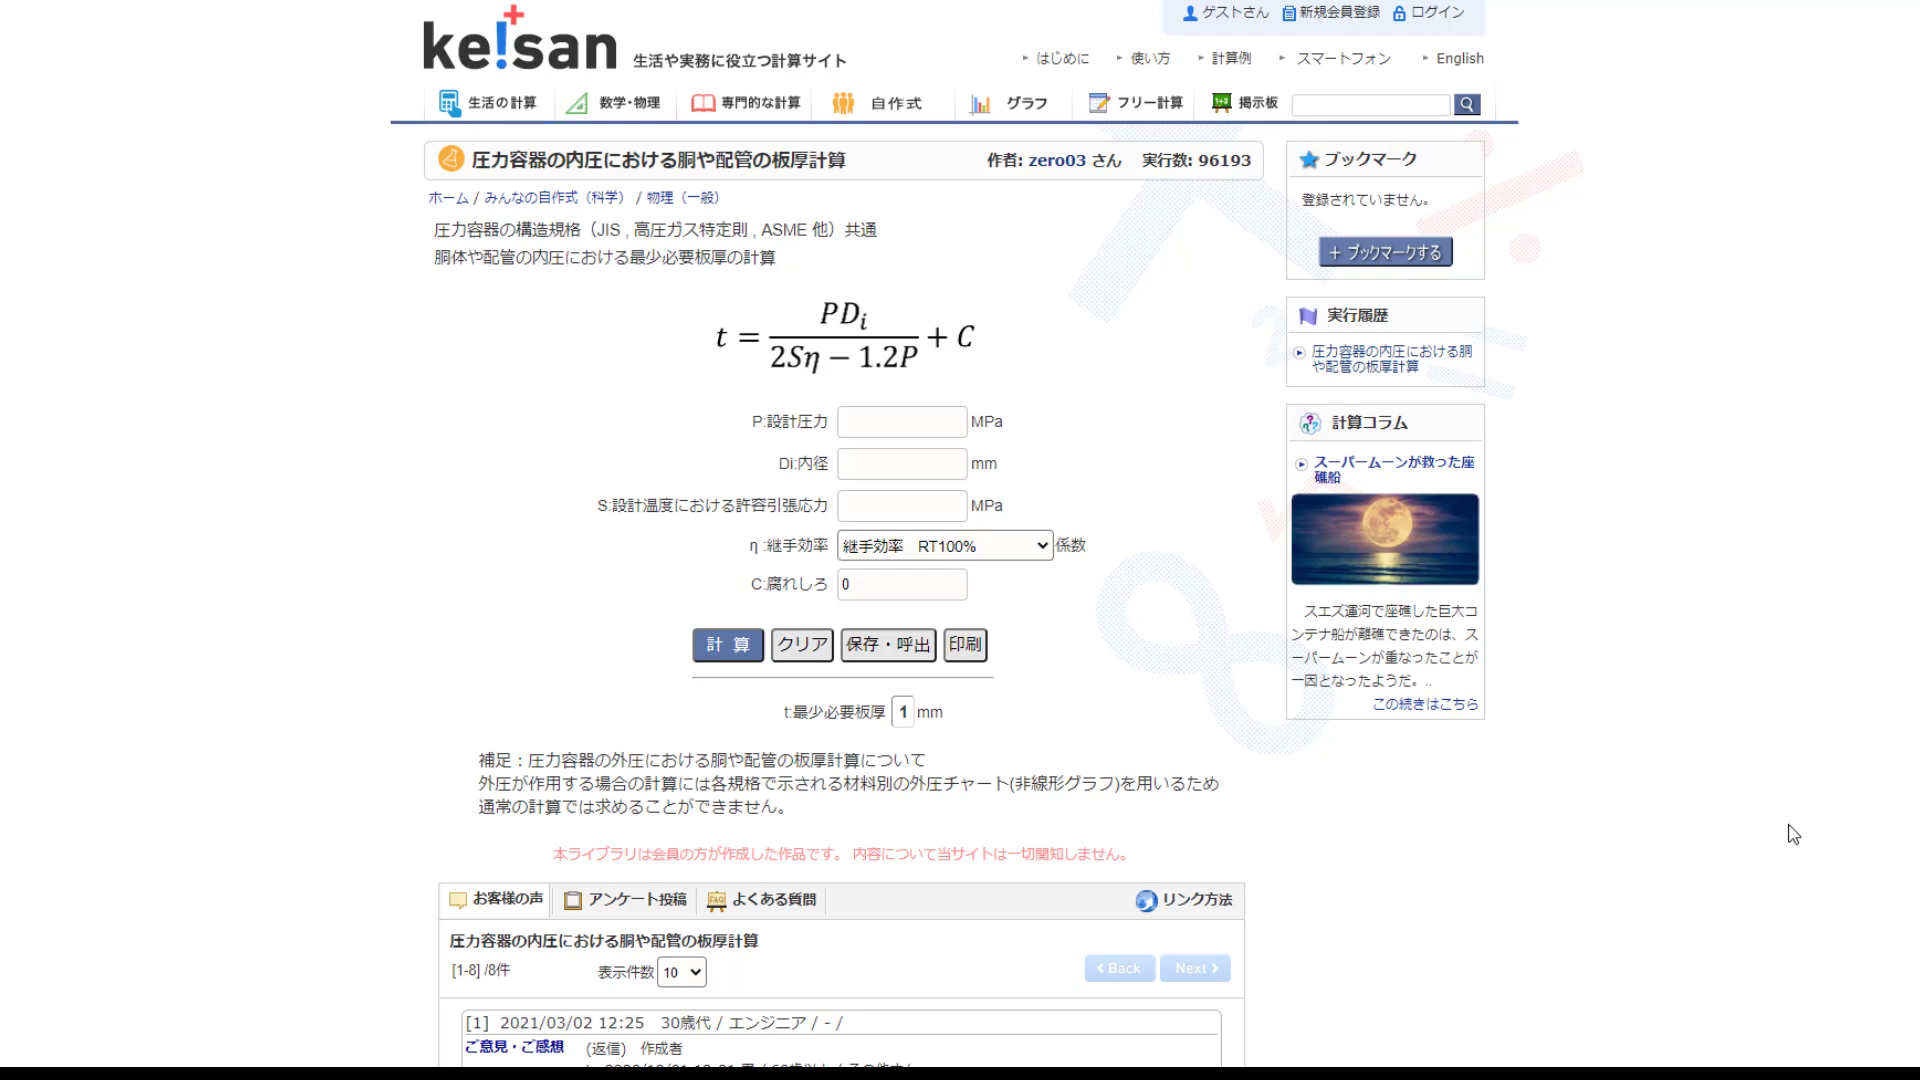 ゲストさん 新規会員登録 ログイン
ke!san 生活や実務に役立つ計算サイト
はじめに 使い方 計算例 スマートフォン English
生活の計算 数学・物理 専門的な計算 自作式 グラフ フリー計算 掲示板
圧力容器の内圧における胴や配管の板厚計算 作者: zero03 さん 実行数: 96193
ホーム / みんなの自作式（科学） / 物理（一般）
圧力容器の構造規格（JIS , 高圧ガス特定則 , ASME 他）共通
胴体や配管の内圧における最少必要板厚の計算
t = PDi / (2Sη − 1.2P) + C
P:設計圧力 MPa
Di:内径 mm
S:設計温度における許容引張応力 MPa
η :継手効率 継手効率 RT100% 係数
C:腐れしろ 0
計 算 クリア 保存・呼出 印刷
t:最少必要板厚 1 mm
補足：圧力容器の外圧における胴や配管の板厚計算について
外圧が作用する場合の計算には各規格で示される材料別の外圧チャート(非線形グラフ)を用いるため
通常の計算では求めることができません。
本ライブラリは会員の方が作成した作品です。 内容について当サイトは一切関知しません。
お客様の声 アンケート投稿 FAQ よくある質問 リンク方法
圧力容器の内圧における胴や配管の板厚計算
[1-8] /8件 表示件数 10 Back Next
[1] 2021/03/02 12:25 30歳代 / エンジニア / - /
ご意見・ご感想 (返信) 作成者
ブックマーク
登録されていません。
＋ ブックマークする
実行履歴
圧力容器の内圧における胴
や配管の板厚計算
計算コラム
スーパームーンが救った座
礁船
スエズ運河で座礁した巨大コ
ンテナ船が離礁できたのは、ス
ーパームーンが重なったことが
一因となったようだ。..
この続きはこちら